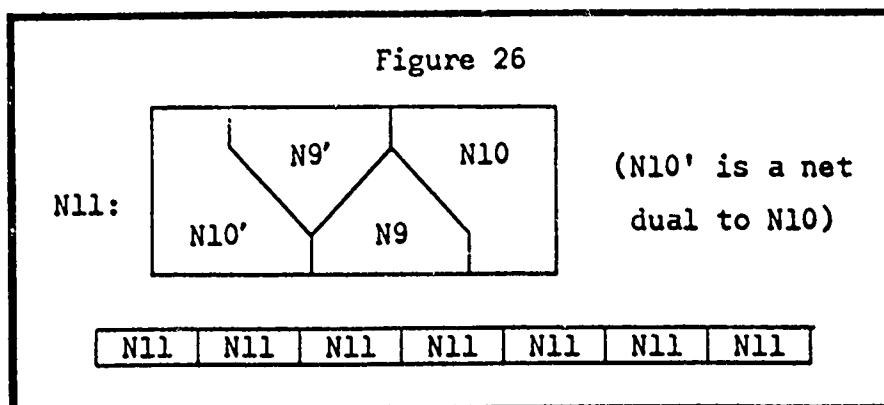 Figure 26
N9' N10
(N10' is a net
N11:
N10' N9
dual to N10)
N11 N11 N11 N11 N11 N11 N11